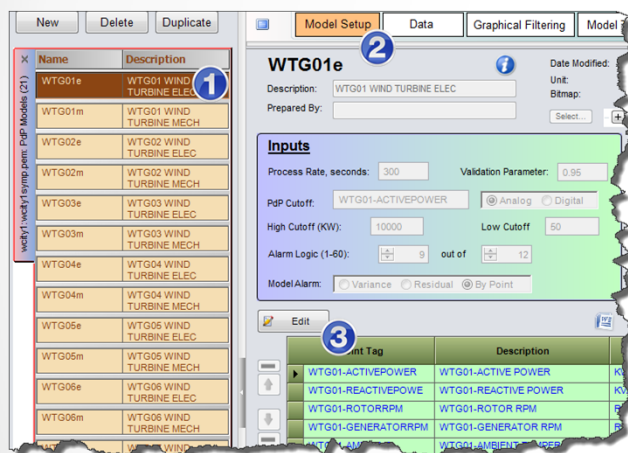 New Delete Duplicate
Model Setup Data Graphical Filtering Model
wcity1:wcity1symp.pem: PdP Models (21)
Name Description
WTG01e WTG01 WIND
TURBINE ELEC
WTG01m WTG01 WIND
TURBINE MECH
WTG02e WTG02 WIND
TURBINE ELEC
WTG02m WTG02 WIND
TURBINE MECH
WTG03e WTG03 WIND
TURBINE ELEC
WTG03m WTG03 WIND
TURBINE MECH
WTG04e WTG04 WIND
TURBINE ELEC
WTG04m WTG04 WIND
TURBINE MECH
WTG05e WTG05 WIND
TURBINE ELEC
WTG05m WTG05 WIND
TURBINE MECH
WTG06e WTG06 WIND
TURBINE ELEC
WTG06m WTG06 WIND
TURBINE MECH
1
2
WTG01e
Date Modified:
Description: WTG01 WIND TURBINE ELEC
Unit:
Bitmap:
Prepared By:
Select...
Inputs
Process Rate, seconds: 300 Validation Parameter: 0.95
PdP Cutoff: WTG01-ACTIVEPOWER Analog Digital
High Cutoff (KW): 10000 Low Cutoff 50
Alarm Logic (1-60): 9 out of 12
Model Alarm: Variance Residual By Point
Edit
3
Tag Description
WTG01-ACTIVEPOWER WTG01-ACTIVE POWER
WTG01-REACTIVEPOWE WTG01-REACTIVE POWER
WTG01-ROTORRPM WTG01-ROTOR RPM
WTG01-GENERATORRPM WTG01-GENERATOR RPM